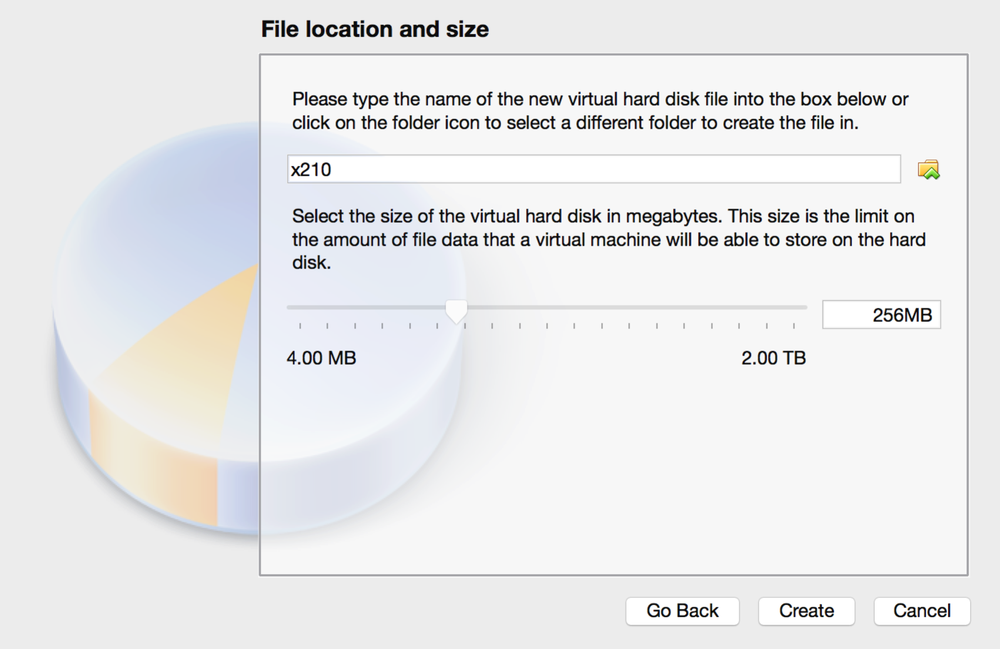 File location and size
Please type the name of the new virtual hard disk file into the box below or
click on the folder icon to select a different folder to create the file in.
x210
Select the size of the virtual hard disk in megabytes. This size is the limit on
the amount of file data that a virtual machine will be able to store on the hard
disk.
256MB
4.00 MB
2.00 TB
Go Back
Create
Cancel